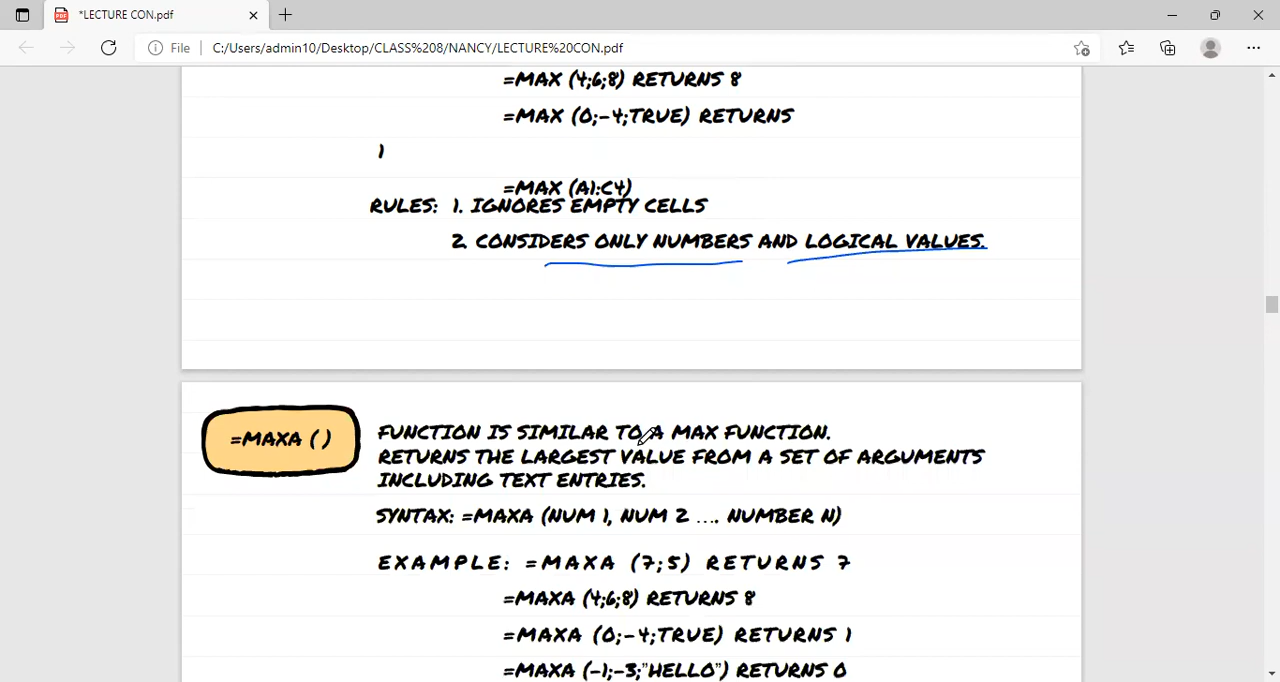 *LECTURE CON.pdf
File
C:/Users/admin10/Desktop/CLASS%208/NANCY/LECTURE%20CON.pdf
=MAX (4;6;8) RETURNS 8
=MAX (0;-4;TRUE) RETURNS
1
=MAX (A1:C4)
RULES: 1. IGNORES EMPTY CELLS
2. CONSIDERS ONLY NUMBERS AND LOGICAL VALUES.
=MAXA ( )
FUNCTION IS SIMILAR TO A MAX FUNCTION.
RETURNS THE LARGEST VALUE FROM A SET OF ARGUMENTS
INCLUDING TEXT ENTRIES.
SYNTAX: =MAXA (NUM 1, NUM 2 .... NUMBER N)
EXAMPLE: =MAXA (7;5) RETURNS 7
=MAXA (4;6;8) RETURNS 8
=MAXA (0;-4;TRUE) RETURNS 1
=MAXA (-1;-3;"HELLO") RETURNS 0